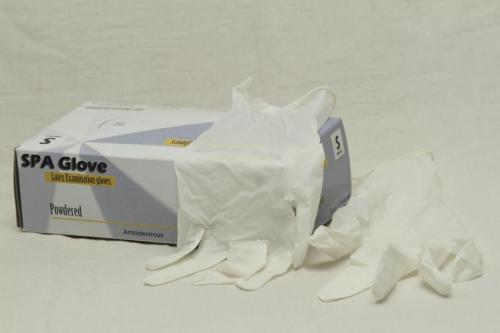 S
SPA Glove
Latex Examination gloves
Powdered
Ambidextrous
S